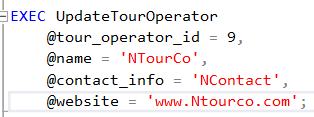 EXEC UpdateTourOperator
@tour_operator_id = 9,
@name = 'NTourCo',
@contact_info = 'NContact',
@website = 'www.Ntourco.com';